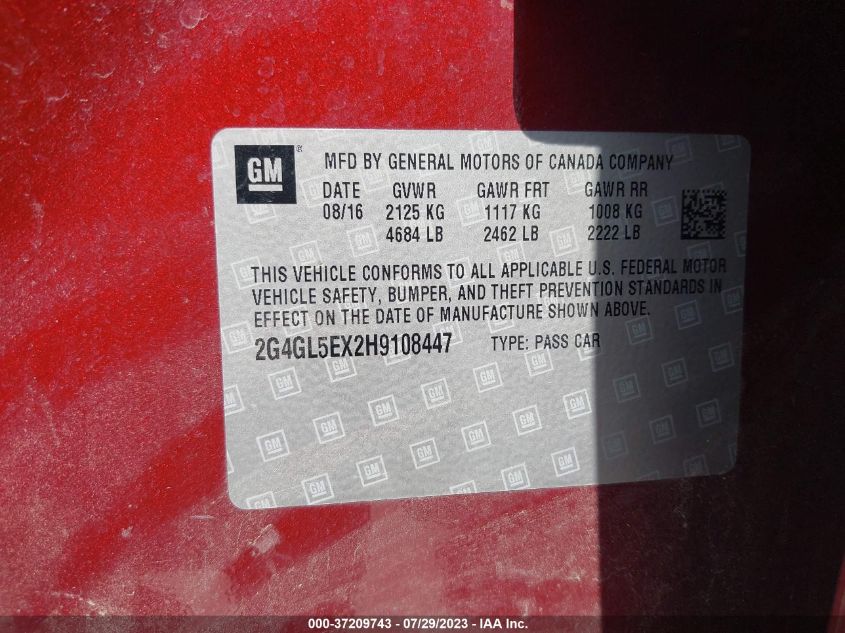 GM ® MFD BY GENERAL MOTORS OF CANADA COMPANY
DATE GVWR GAWR FRT GAWR RR
08/16 2125 KG 1117 KG 1008 KG
4684 LB 2462 LB 2222 LB
THIS VEHICLE CONFORMS TO ALL APPLICABLE U.S. FEDERAL MOTOR
VEHICLE SAFETY, BUMPER, AND THEFT PREVENTION STANDARDS IN
EFFECT ON THE DATE OF MANUFACTURE SHOWN ABOVE.
2G4GL5EX2H9108447 TYPE: PASS CAR
000-37209743 - 07/29/2023 - IAA Inc.